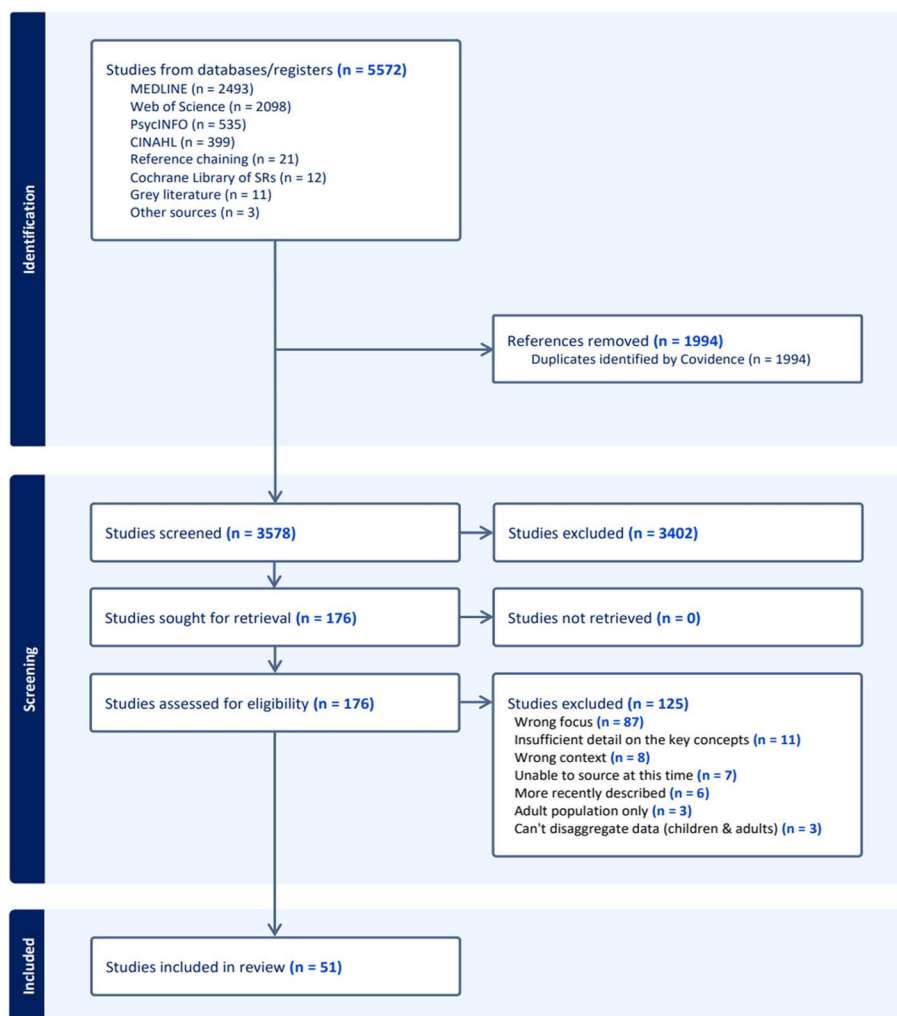 Identification
Studies from databases/registers (n = 5572)
MEDLINE (n = 2493)
Web of Science (n = 2098)
PsycINFO (n = 535)
CINAHL (n = 399)
Reference chaining (n = 21)
Cochrane Library of SRs (n = 12)
Grey literature (n = 11)
Other sources (n = 3)
References removed (n = 1994)
Duplicates identified by Covidence (n = 1994)
Screening
Studies screened (n = 3578)
Studies excluded (n = 3402)
Studies sought for retrieval (n = 176)
Studies not retrieved (n = 0)
Studies assessed for eligibility (n = 176)
Studies excluded (n = 125)
Wrong focus (n = 87)
Insufficient detail on the key concepts (n = 11)
Wrong context (n = 8)
Unable to source at this time (n = 7)
More recently described (n = 6)
Adult population only (n = 3)
Can't disaggregate data (children & adults) (n = 3)
Included
Studies included in review (n = 51)